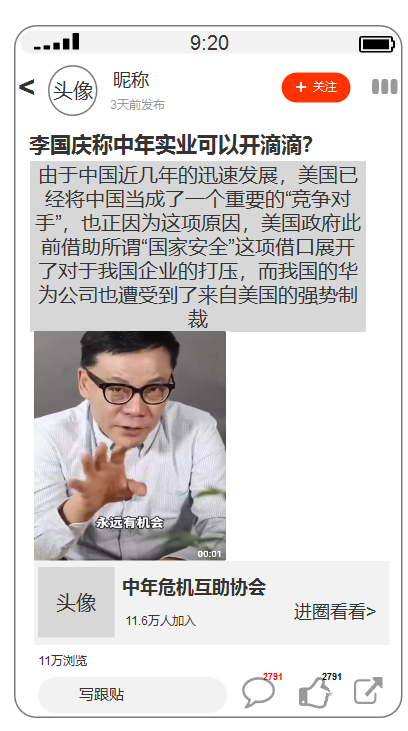 9:20
<
头像
昵称
3天前发布
+ 关注
李国庆称中年实业可以开滴滴?
由于中国近几年的迅速发展，美国已
经将中国当成了一个重要的“竞争对
手”，也正因为这项原因，美国政府此
前借助所谓“国家安全”这项借口展开
了对于我国企业的打压，而我国的华
为公司也遭受到了来自美国的强势制
裁
永远有机会
00:01
头像
中年危机互助协会
11.6万人加入
进圈看看>
11万浏览
写跟贴
2791
2791